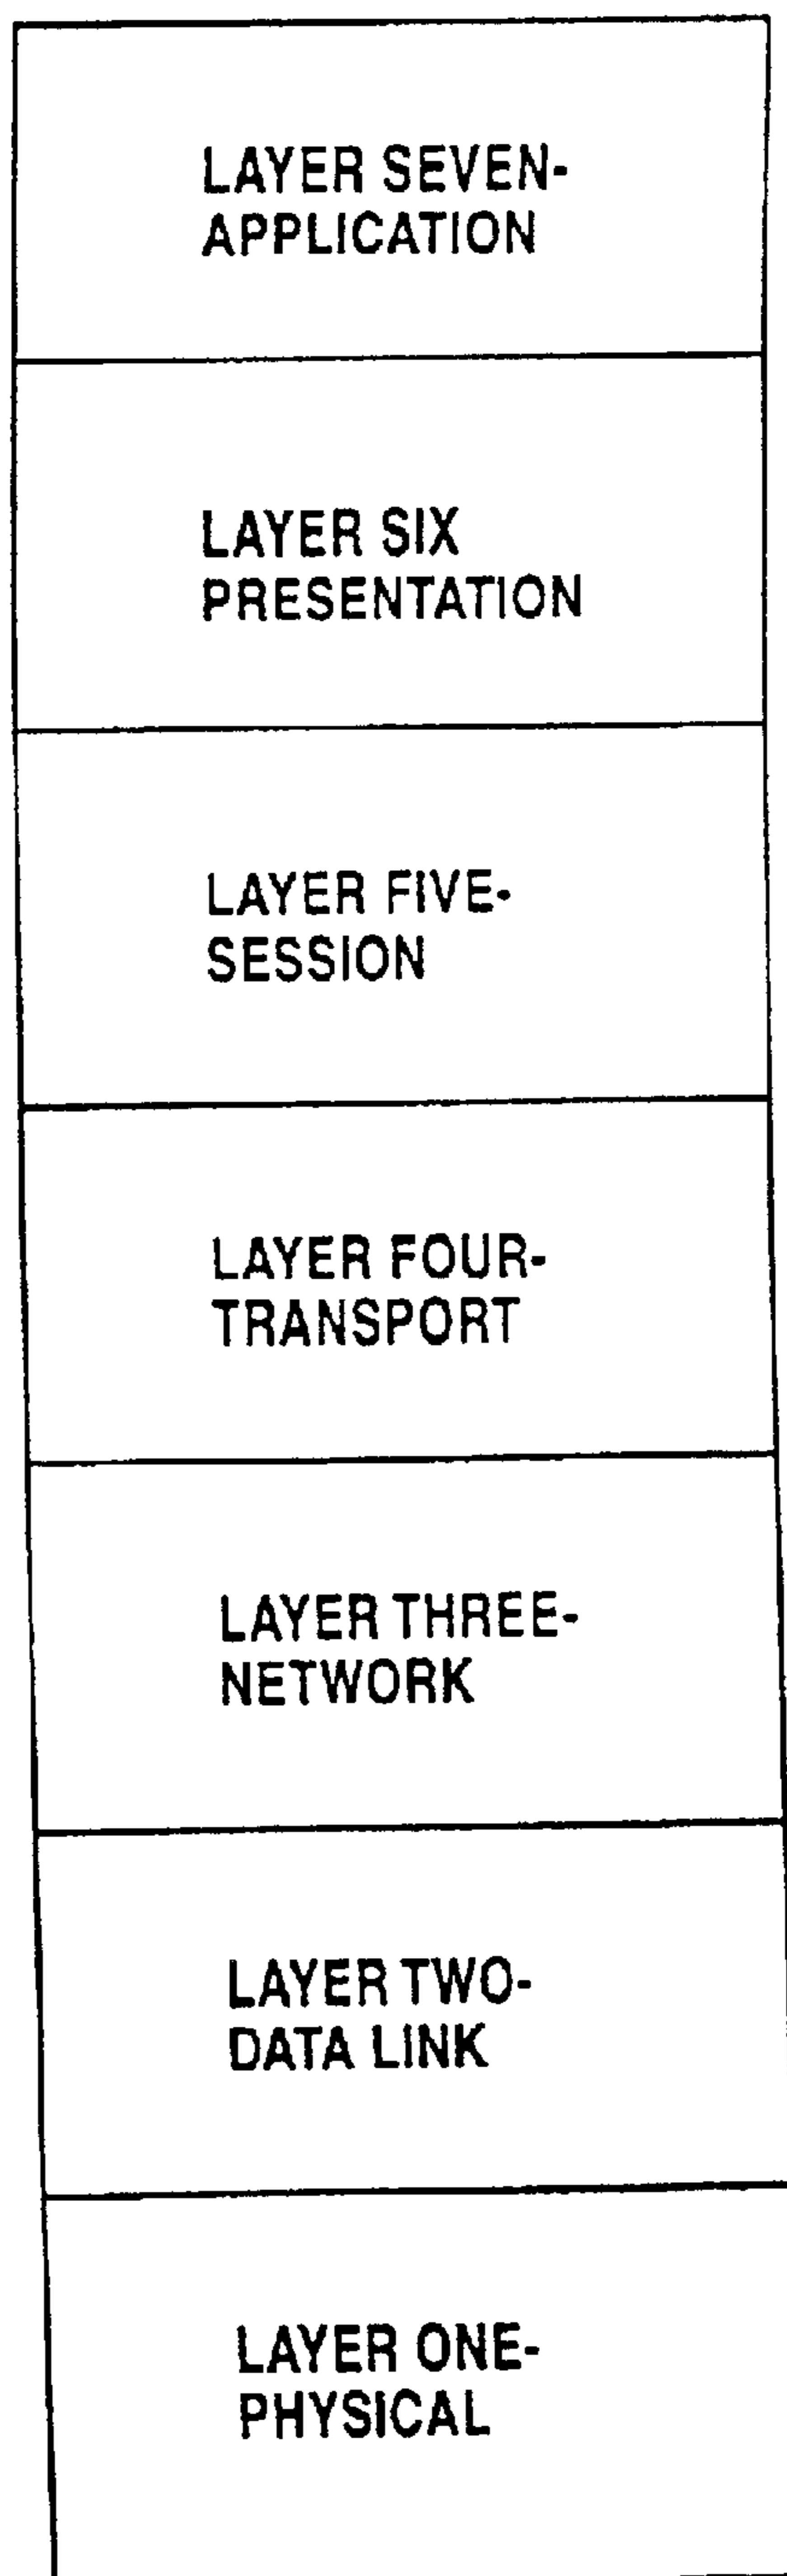 LAYER SEVEN-
APPLICATION
LAYER SIX
PRESENTATION
LAYER FIVE-
SESSION
LAYER FOUR-
TRANSPORT
LAYER THREE-
NETWORK
LAYER TWO-
DATA LINK
LAYER ONE-
PHYSICAL